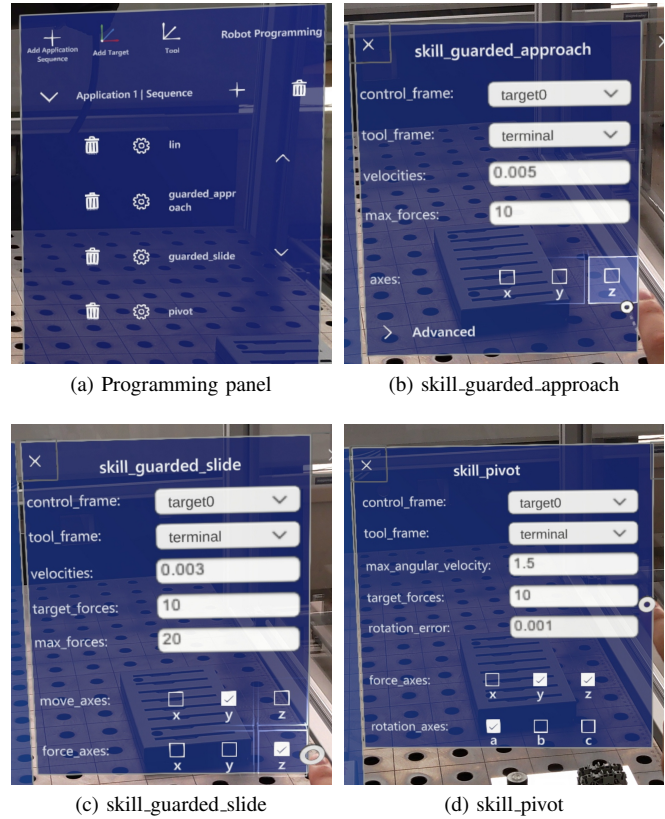 Add Application
Sequence
Add Target
Tool
Robot Programming
Application 1 | Sequence
lin
guarded_appr
oach
guarded_slide
pivot
(a) Programming panel
skill_guarded_approach
control_frame: target0
tool_frame: terminal
velocities: 0.005
max_forces: 10
axes: x y z
Advanced
(b) skill_guarded_approach
skill_guarded_slide
control_frame: target0
tool_frame: terminal
velocities: 0.003
target_forces: 10
max_forces: 20
move_axes: x y z
force_axes: x y z
(c) skill_guarded_slide
skill_pivot
control_frame: target0
tool_frame: terminal
max_angular_velocity: 1.5
target_forces: 10
rotation_error: 0.001
force_axes: x y z
rotation_axes: a b c
(d) skill_pivot